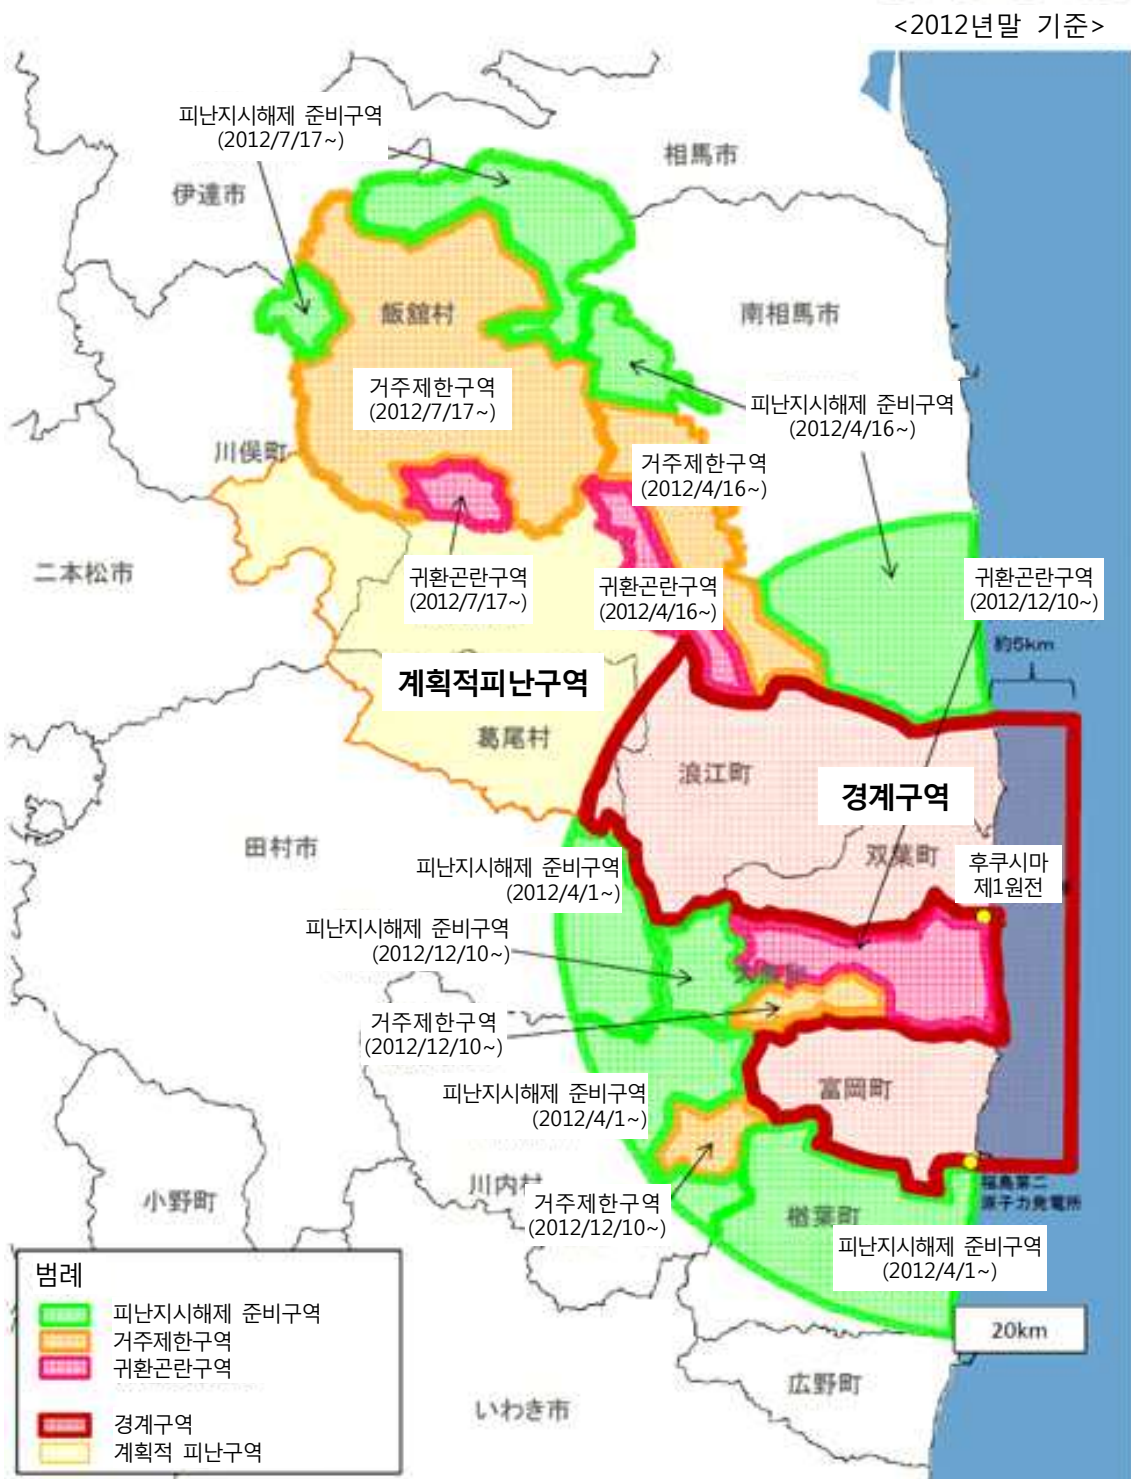 <2012년말 기준>
피난지시해제 준비구역
(2012/7/17~)
相馬市
伊達市
飯舘村
南相馬市
거주제한구역
(2012/7/17~)
피난지시해제 준비구역
(2012/4/16~)
川俣町
거주제한구역
(2012/4/16~)
二本松市
귀환곤란구역
(2012/7/17~)
귀환곤란구역
(2012/4/16~)
귀환곤란구역
(2012/12/10~)
約5km
계획적피난구역
葛尾村
浪江町
경계구역
田村市
双葉町
피난지시해제 준비구역
(2012/4/1~)
후쿠시마
제1원전
피난지시해제 준비구역
(2012/12/10~)
거주제한구역
(2012/12/10~)
피난지시해제 준비구역
(2012/4/1~)
富岡町
川内村
福島第二
原子力発電所
小野町
거주제한구역
(2012/12/10~)
楢葉町
피난지시해제 준비구역
(2012/4/1~)
범례
피난지시해제 준비구역
거주제한구역
귀환곤란구역
경계구역
계획적 피난구역
20km
広野町
いわき市